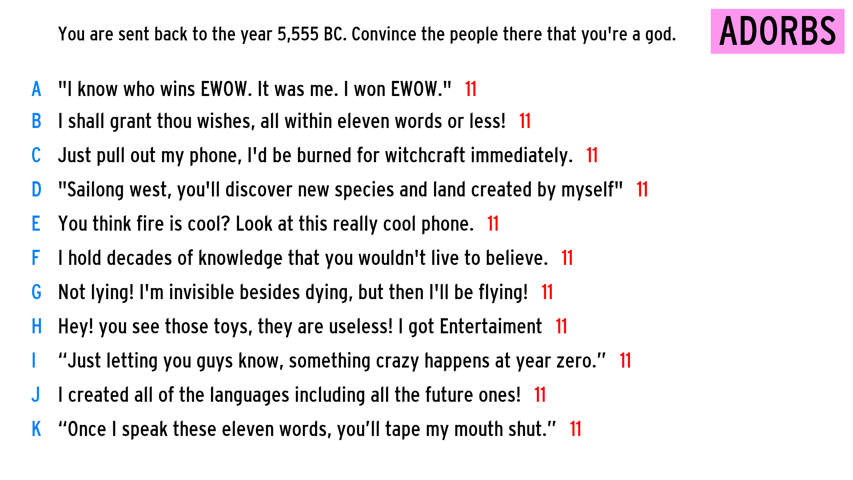 You are sent back to the year 5,555 BC. Convince the people there that you're a god.
ADORBS
A "I know who wins EWOW. It was me. I won EWOW." 11
B I shall grant thou wishes, all within eleven words or less! 11
C Just pull out my phone, I'd be burned for witchcraft immediately. 11
D "Sailong west, you'll discover new species and land created by myself" 11
E You think fire is cool? Look at this really cool phone. 11
F I hold decades of knowledge that you wouldn't live to believe. 11
G Not lying! I'm invisible besides dying, but then I'll be flying! 11
H Hey! you see those toys, they are useless! I got Entertaiment 11
I “Just letting you guys know, something crazy happens at year zero.” 11
J I created all of the languages including all the future ones! 11
K “Once I speak these eleven words, you’ll tape my mouth shut.” 11